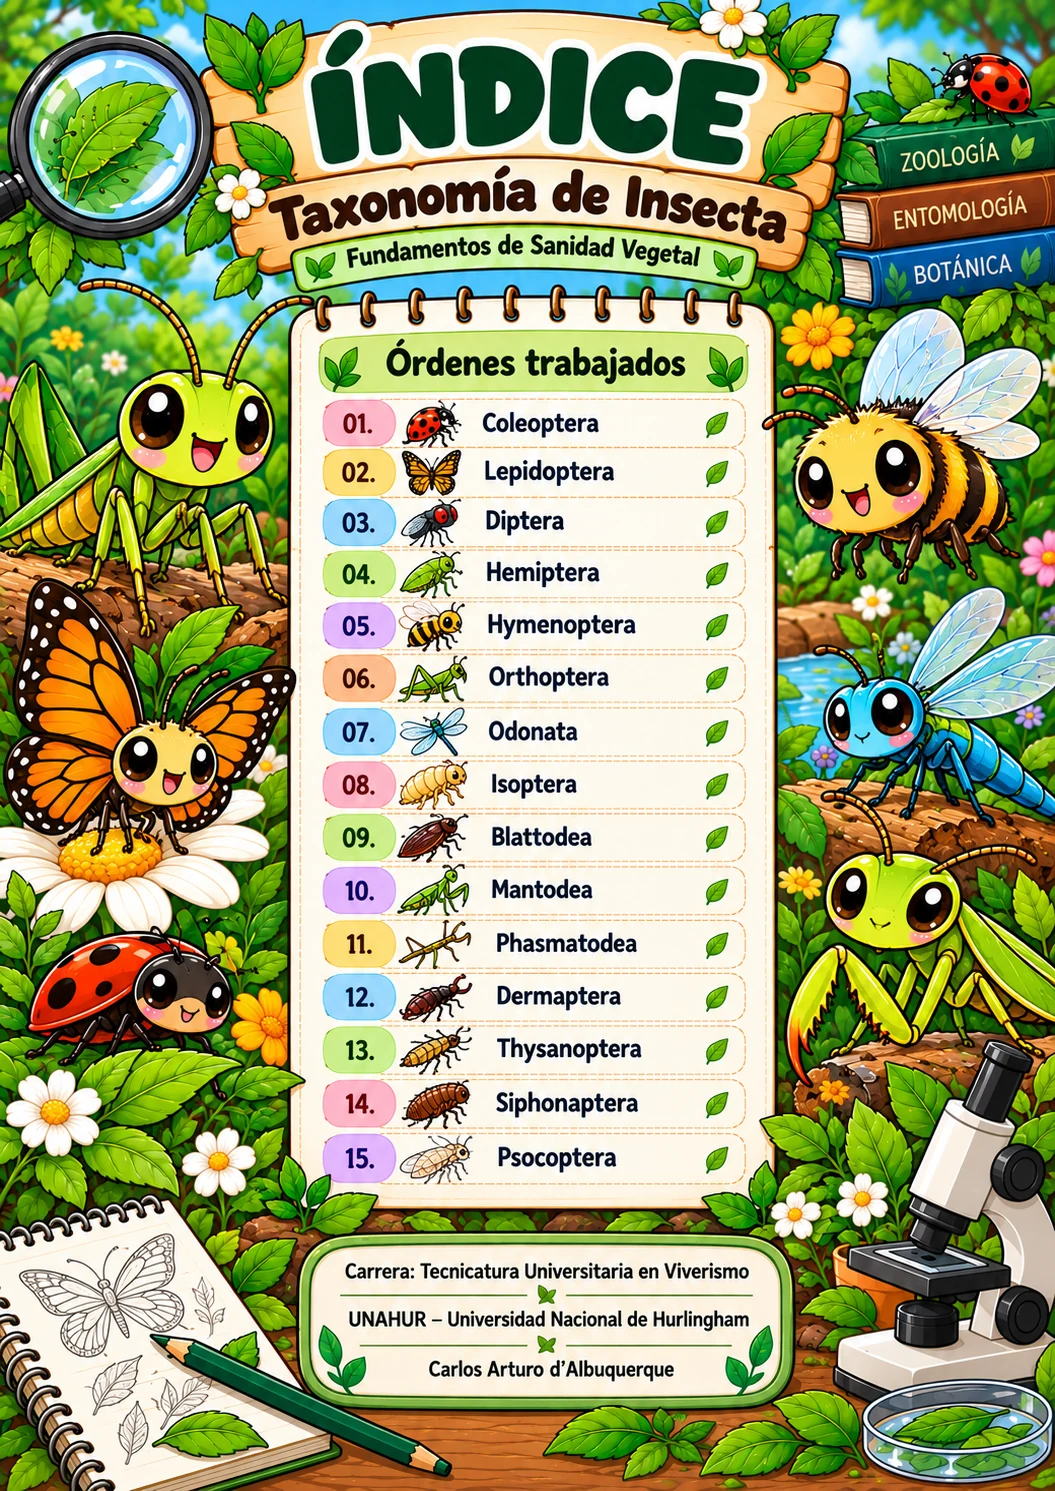 ÍNDICE
Taxonomía de Insecta
Fundamentos de Sanidad Vegetal
ZOOLOGÍA
ENTOMOLOGÍA
BOTÁNICA
Órdenes trabajados
01. Coleoptera
02. Lepidoptera
03. Diptera
04. Hemiptera
05. Hymenoptera
06. Orthoptera
07. Odonata
08. Isoptera
09. Blattodea
10. Mantodea
11. Phasmatodea
12. Dermaptera
13. Thysanoptera
14. Siphonaptera
15. Psocoptera
Carrera: Tecnicatura Universitaria en Viverismo
UNAHUR – Universidad Nacional de Hurlingham
Carlos Arturo d'Albuquerque